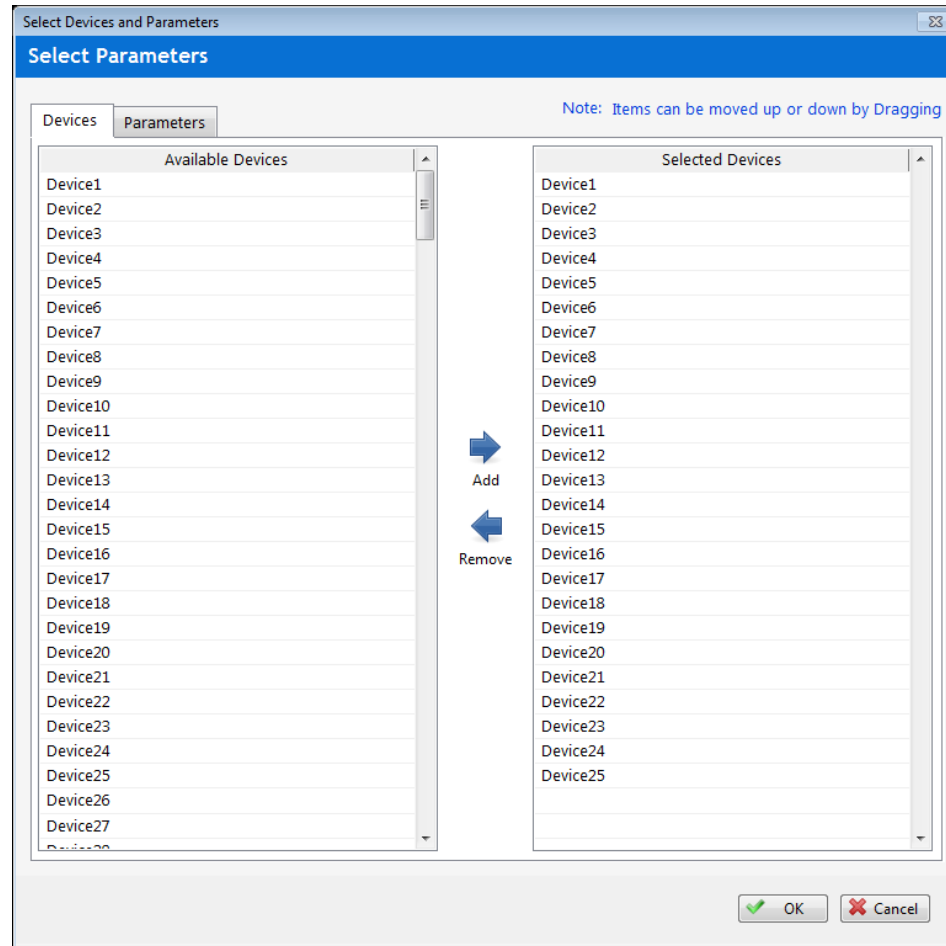 Select Devices and Parameters
Select Parameters
Note: Items can be moved up or down by Dragging
Devices
Parameters
Available Devices
Device1
Device2
Device3
Device4
Device5
Device6
Device7
Device8
Device9
Device10
Device11
Device12
Device13
Device14
Device15
Device16
Device17
Device18
Device19
Device20
Device21
Device22
Device23
Device24
Device25
Device26
Device27
Add
Remove
Selected Devices
Device1
Device2
Device3
Device4
Device5
Device6
Device7
Device8
Device9
Device10
Device11
Device12
Device13
Device14
Device15
Device16
Device17
Device18
Device19
Device20
Device21
Device22
Device23
Device24
Device25
OK
Cancel